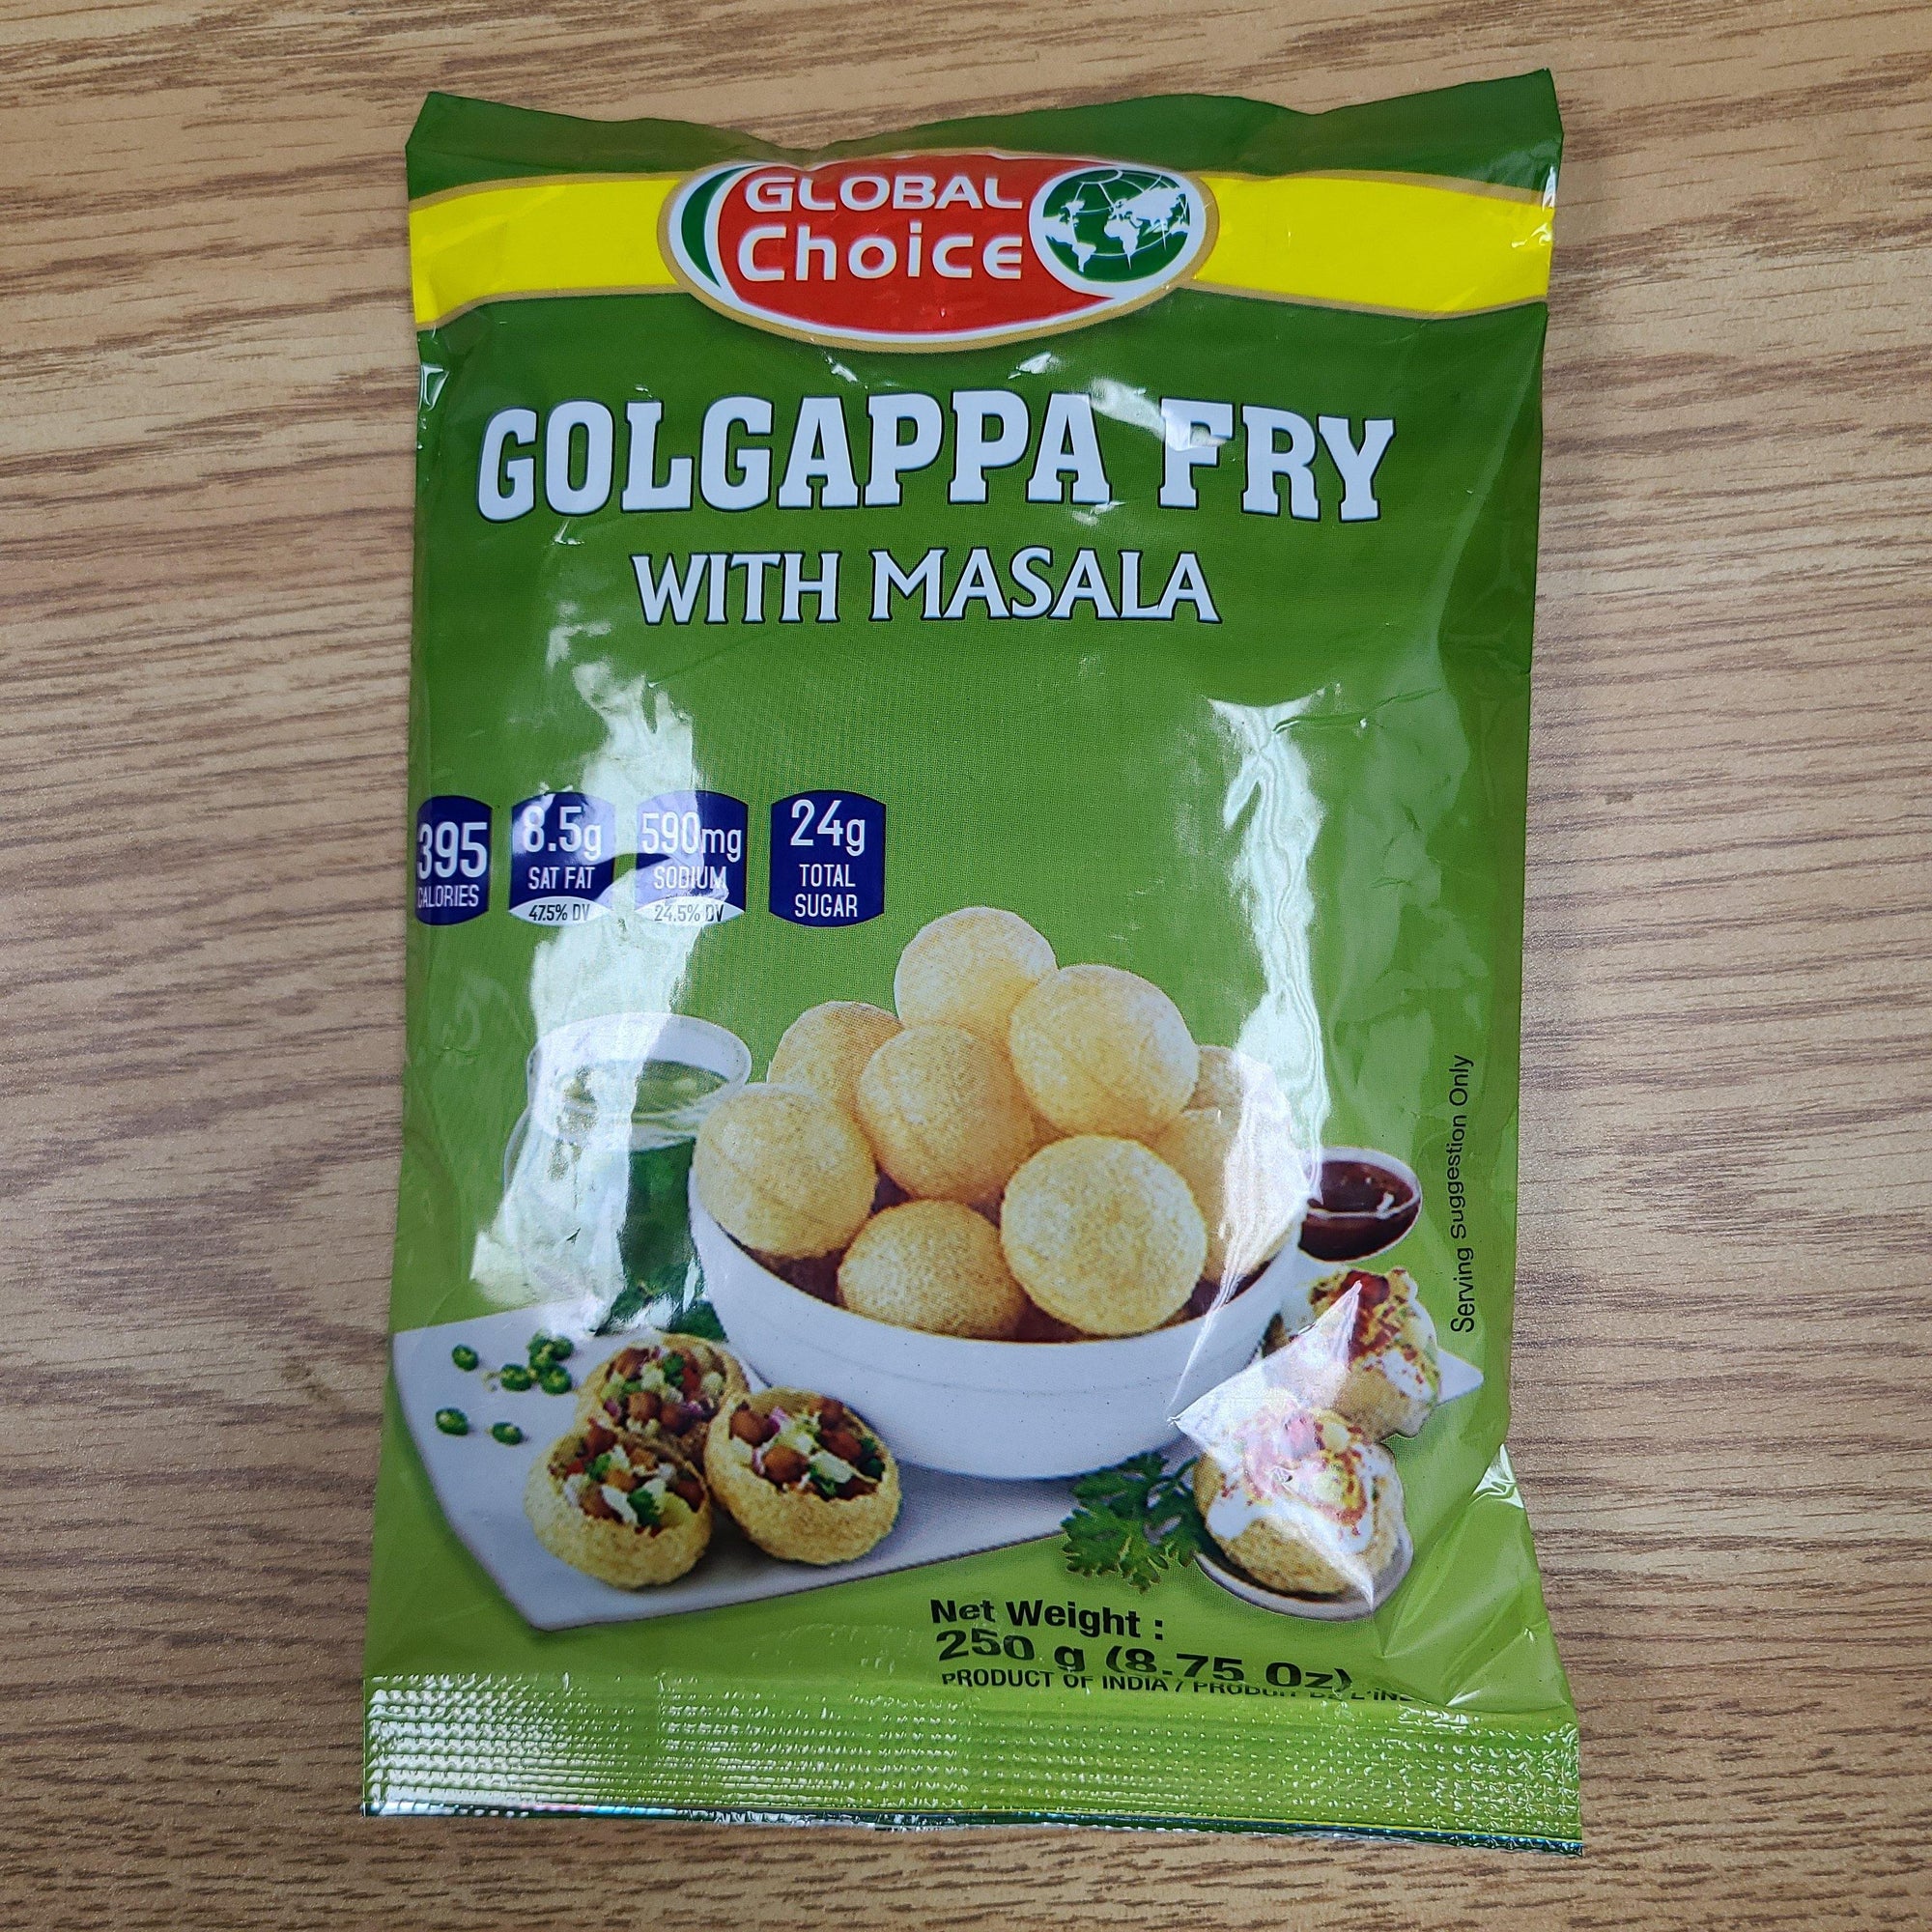 GLOBAL
Choice
GOLGAPPA FRY
WITH MASALA
395
CALORIES
8.5g
SAT FAT
47.5% DV
590mg
SODIUM
24.5% DV
24g
TOTAL
SUGAR
Serving Suggestion Only
Net Weight :
250 g (8.75 Oz)
PRODUCT OF INDIA /